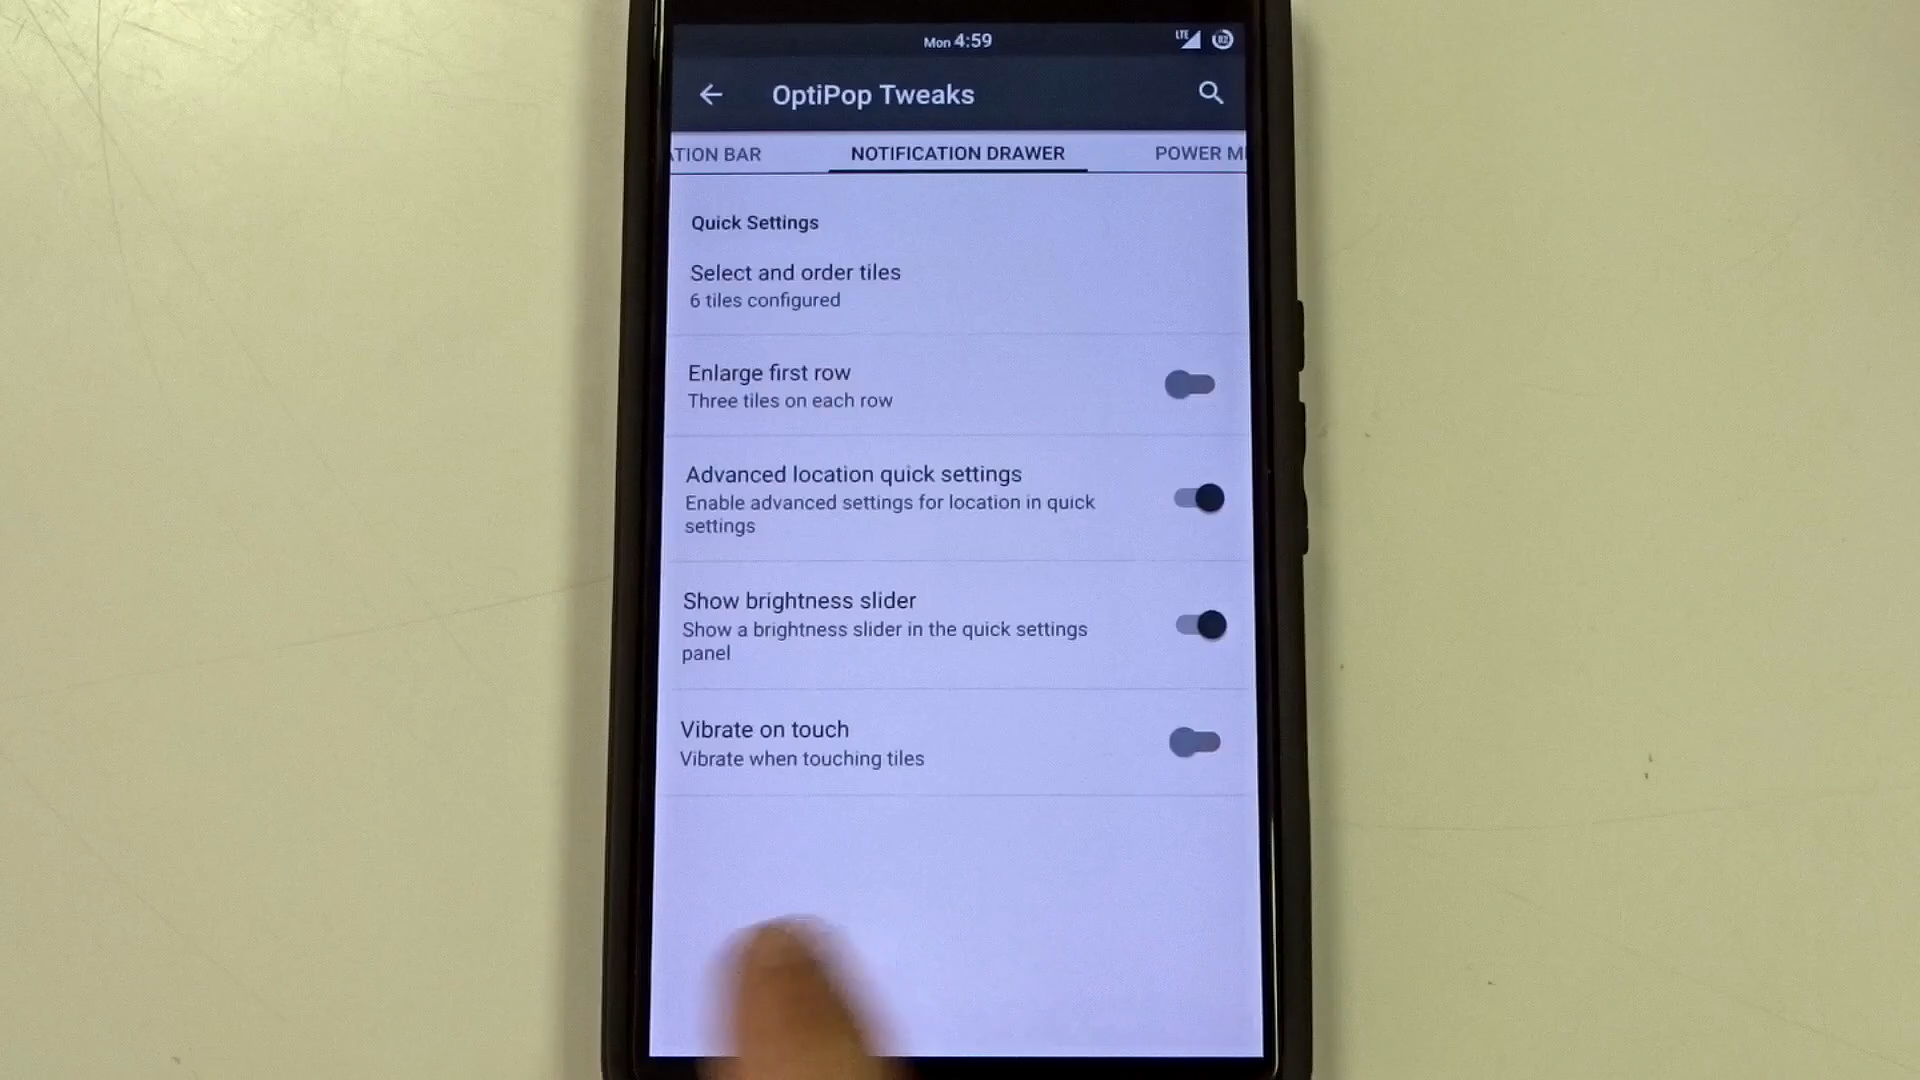 Mon 4:59
LTE
82
OptiPop Tweaks
ATION BAR
NOTIFICATION DRAWER
POWER M
Quick Settings
Select and order tiles
6 tiles configured
Enlarge first row
Three tiles on each row
Advanced location quick settings
Enable advanced settings for location in quick
settings
Show brightness slider
Show a brightness slider in the quick settings
panel
Vibrate on touch
Vibrate when touching tiles